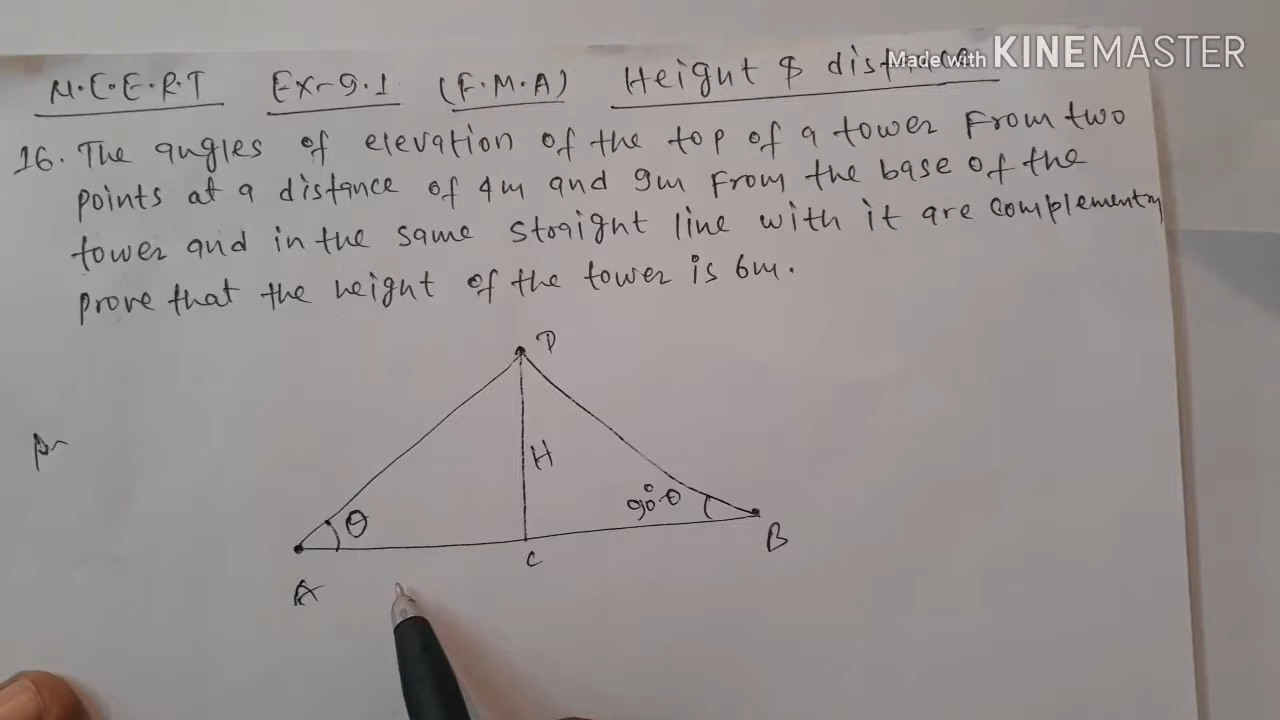 Made with KINEMASTER
N.C.E.R.T Ex-9.1 (F.M.A) Height & distance
16. The angles of elevation of the top of a tower From two
points at a distance of 4m and 9m From the base of the
tower and in the same straight line with it are complementry
prove that the height of the tower is 6m.
D
H
θ
90°-θ
A
C
B